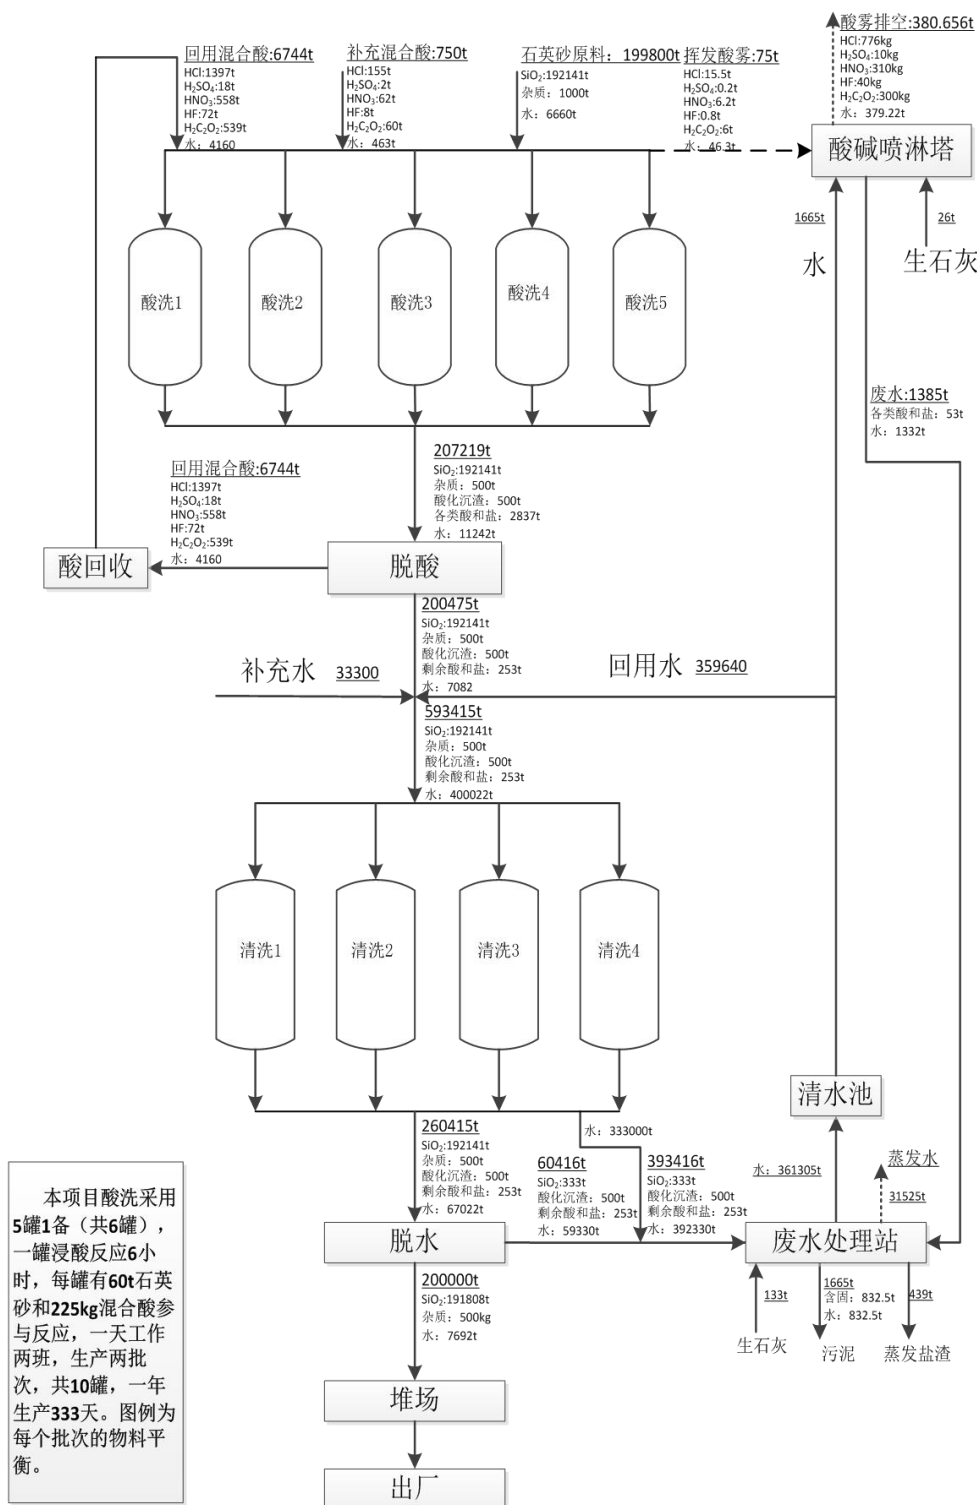 回用混合酸:6744t
HCl:1397t
H₂SO₄:18t
HNO₃:558t
HF:72t
H₂C₂O₂:539t
水：4160
补充混合酸:750t
HCl:155t
H₂SO₄:2t
HNO₃:62t
HF:8t
H₂C₂O₂:60t
水：463t
石英砂原料：199800t
SiO₂:192141t
杂质：1000t
水：6660t
挥发酸雾:75t
HCl:15.5t
H₂SO₄:0.2t
HNO₃:6.2t
HF:0.8t
H₂C₂O₂:6t
水：46.3t
酸雾排空:380.656t
HCl:776kg
H₂SO₄:10kg
HNO₃:310kg
HF:40kg
H₂C₂O₂:300kg
水：379.22t
酸碱喷淋塔
1665t
水
26t
生石灰
酸洗1
酸洗2
酸洗3
酸洗4
酸洗5
废水:1385t
各类酸和盐：53t
水：1332t
207219t
SiO₂:192141t
杂质：500t
酸化沉渣：500t
各类酸和盐：2837t
水：11242t
回用混合酸:6744t
HCl:1397t
H₂SO₄:18t
HNO₃:558t
HF:72t
H₂C₂O₂:539t
水：4160
酸回收
脱酸
200475t
SiO₂:192141t
杂质：500t
酸化沉渣：500t
剩余酸和盐：253t
水：7082
补充水 33300
回用水 359640
593415t
SiO₂:192141t
杂质：500t
酸化沉渣：500t
剩余酸和盐：253t
水：400022t
清洗1
清洗2
清洗3
清洗4
清水池
260415t
SiO₂:192141t
杂质：500t
酸化沉渣：500t
剩余酸和盐：253t
水：67022t
水：333000t
60416t
SiO₂:333t
酸化沉渣：500t
剩余酸和盐：253t
水：59330t
393416t
SiO₂:333t
酸化沉渣：500t
剩余酸和盐：253t
水：392330t
水：361305t
蒸发水
31525t
脱水
废水处理站
200000t
SiO₂:191808t
杂质：500kg
水：7692t
133t
生石灰
1665t
含固：832.5t
水：832.5t
污泥
439t
蒸发盐渣
堆场
出厂
本项目酸洗采用
5罐1备（共6罐），
一罐浸酸反应6小
时，每罐有60t石英
砂和225kg混合酸参
与反应，一天工作
两班，生产两批
次，共10罐，一年
生产333天。图例为
每个批次的物料平
衡。